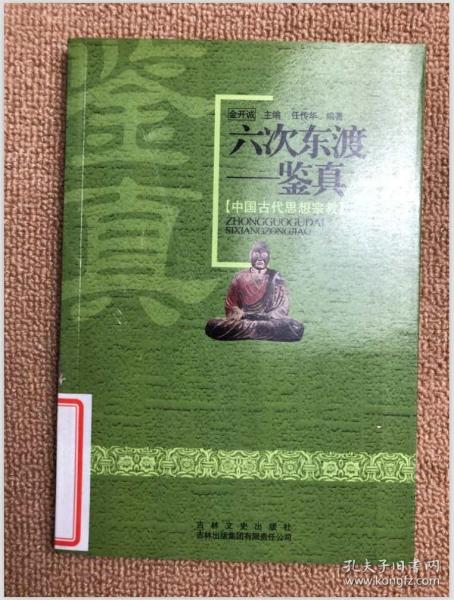 鉴真
金开诚 主编 任传华 编著
六次东渡
—鉴真
【中国古代思想宗教】
ZHONGGUOGUDAI
SIXIANGZONGJIAO
吉林文史出版社
吉林出版集团有限责任公司
孔夫子旧书网
www.kongfz.com